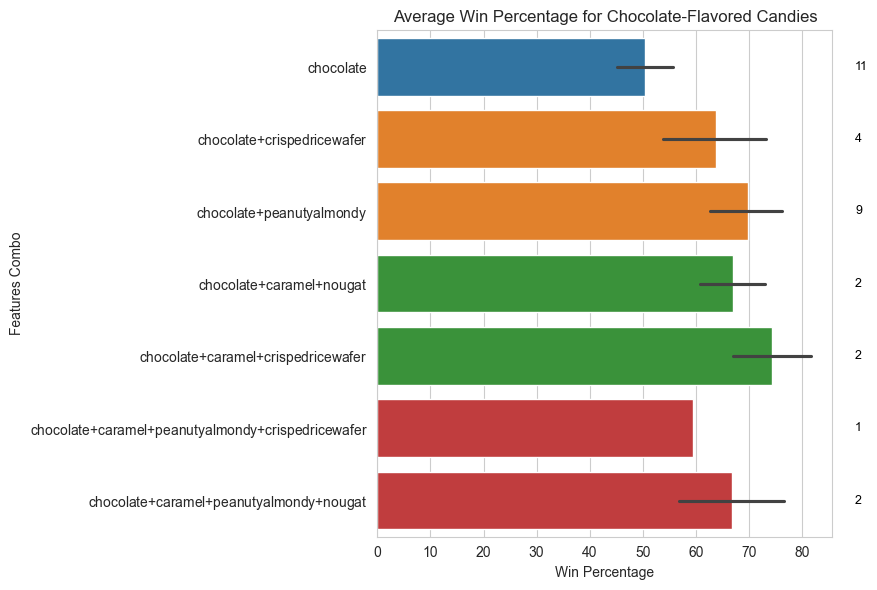 Average Win Percentage for Chocolate-Flavored Candies
Features Combo
chocolate 11
chocolate+crispedricewafer 4
chocolate+peanutyalmondy 9
chocolate+caramel+nougat 2
chocolate+caramel+crispedricewafer 2
chocolate+caramel+peanutyalmondy+crispedricewafer 1
chocolate+caramel+peanutyalmondy+nougat 2
0 10 20 30 40 50 60 70 80
Win Percentage